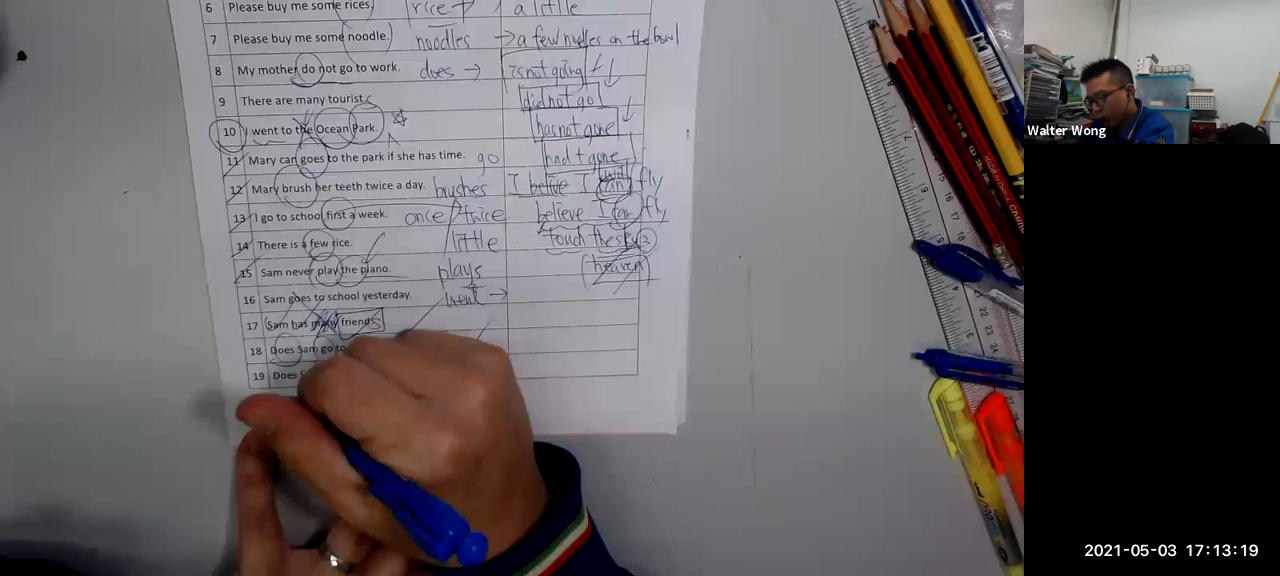 6 Please buy me some rices. rice a little
7 Please buy me some noodle. noodles → a few nudles on the bowl
8 My mother do not go to work. does → is not going
9 There are many tourist s did not go
10 I went to the Ocean Park. has not gone
11 Mary can goes to the park if she has time. go had + gone
12 Mary brush her teeth twice a day. brushes I belive I can fly
13 I go to school first a week. once / twice believe I can fly
14 There is a few rice. little touch the sky
15 Sam never play the piano. plays heaven
16 Sam goes to school yesterday. went →
17 Sam has many friend s
18 Does Sam go to
19 Does
Walter Wong
2021-05-03 17:13:19